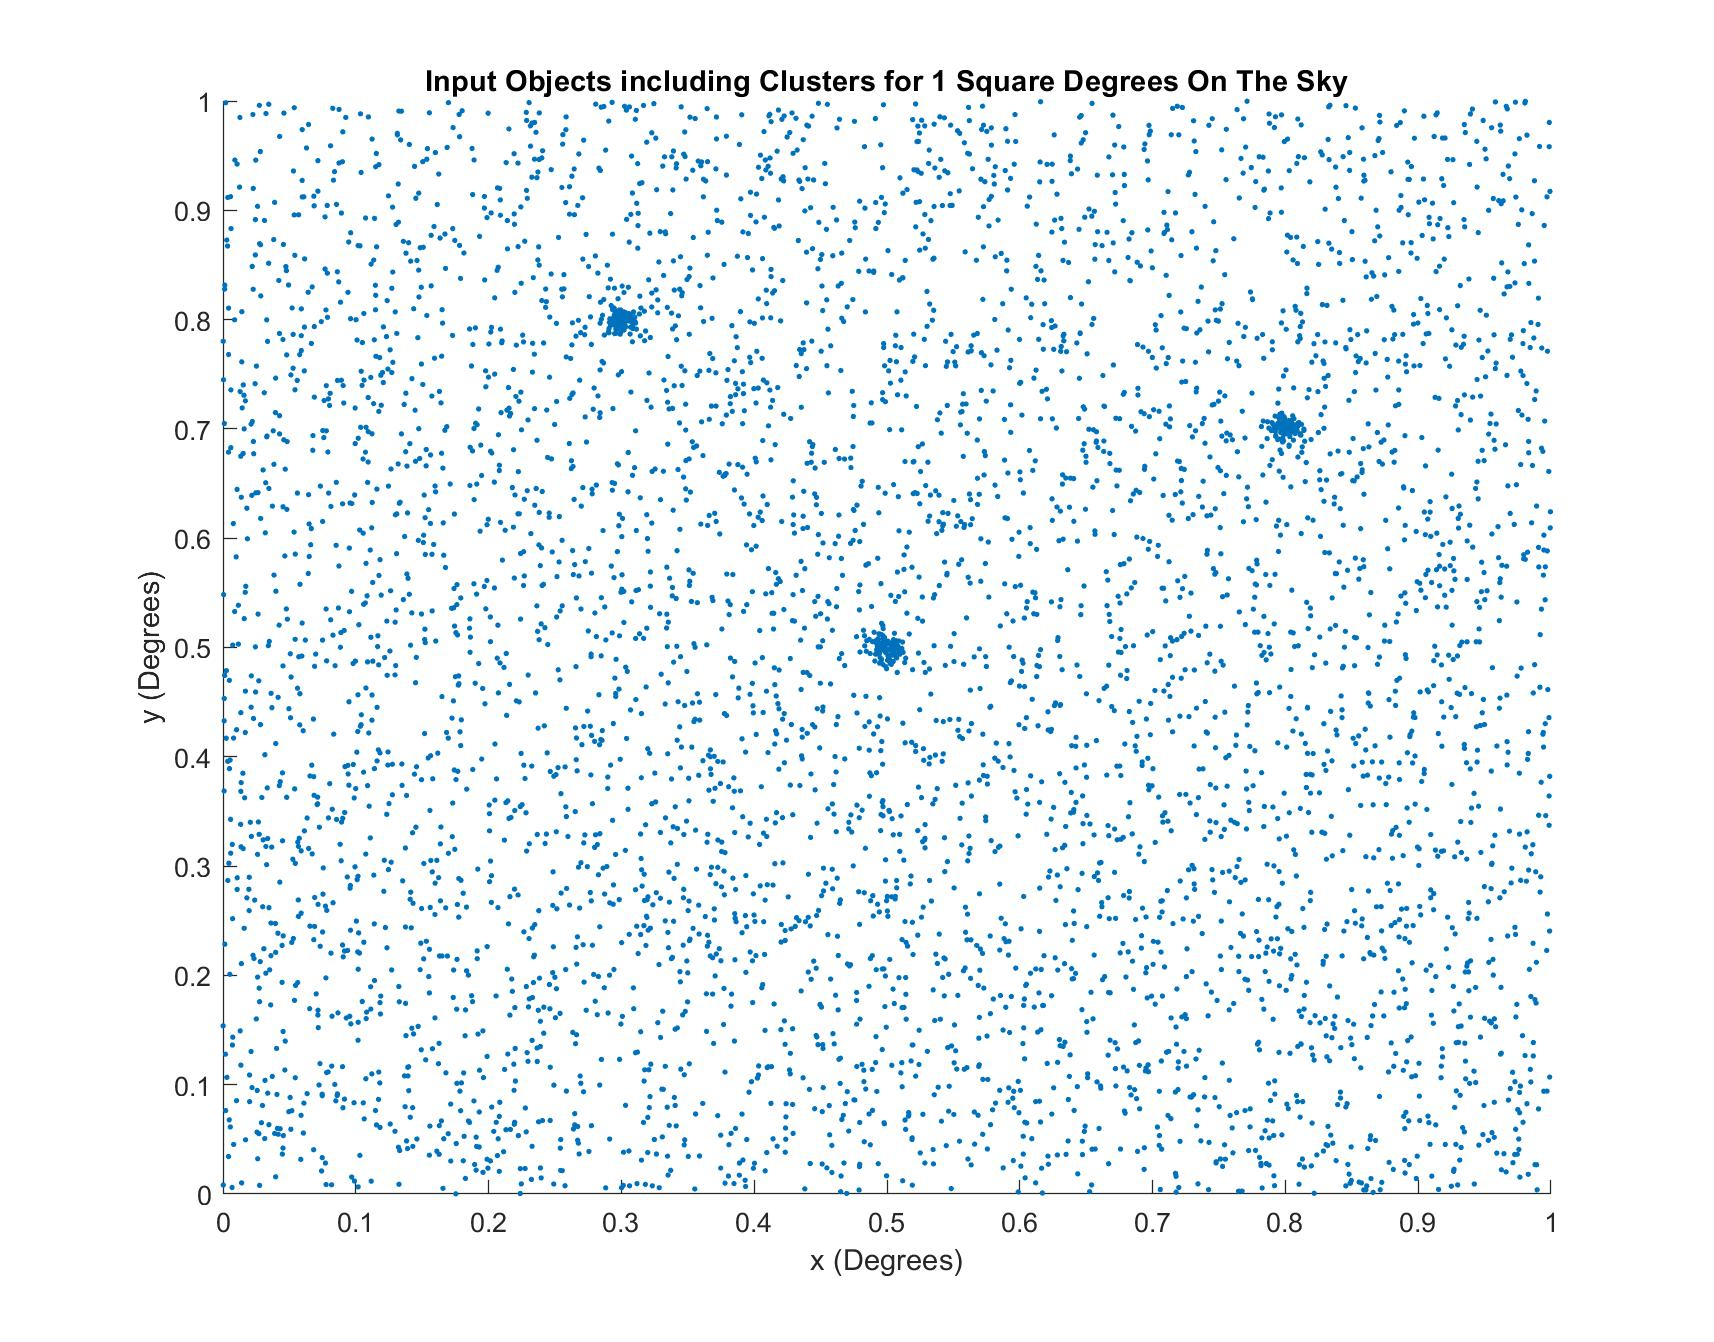 Input Objects including Clusters for 1 Square Degrees On The Sky
1
0.9
0.8
0.7
0.6
0.5
0.4
0.3
0.2
0.1
0
y (Degrees)
0 0.1 0.2 0.3 0.4 0.5 0.6 0.7 0.8 0.9 1
x (Degrees)